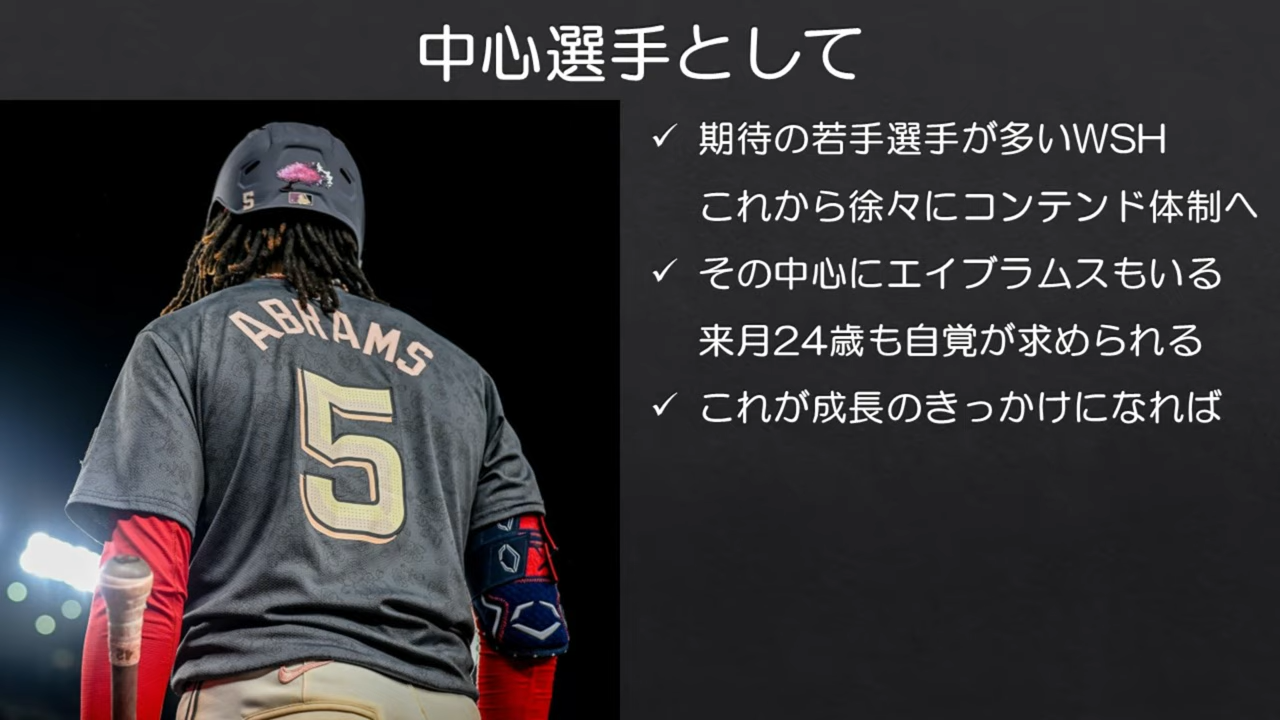 中心選手として
✓ 期待の若手選手が多いWSH
これから徐々にコンテンド体制へ
✓ その中心にエイブラムスもいる
来月24歳も自覚が求められる
✓ これが成長のきっかけになれば
5
ABRAMS
5